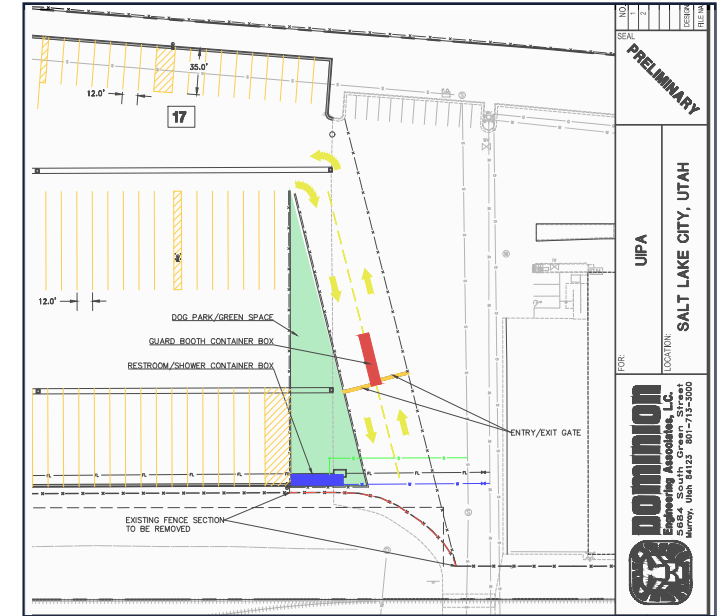 35.0'
12.0'
17
12.0'
DOG PARK/GREEN SPACE
GUARD BOOTH CONTAINER BOX
RESTROOM/SHOWER CONTAINER BOX
ENTRY/EXIT GATE
EXISTING FENCE SECTION
TO BE REMOVED
NO.
1
2
SEAL
PRELIMINARY
FOR:
UIPA
LOCATION:
SALT LAKE CITY, UTAH
DOMINION
Engineering Associates, L.C.
5684 South Green Street
Murray, Utah 84123 801-713-3000